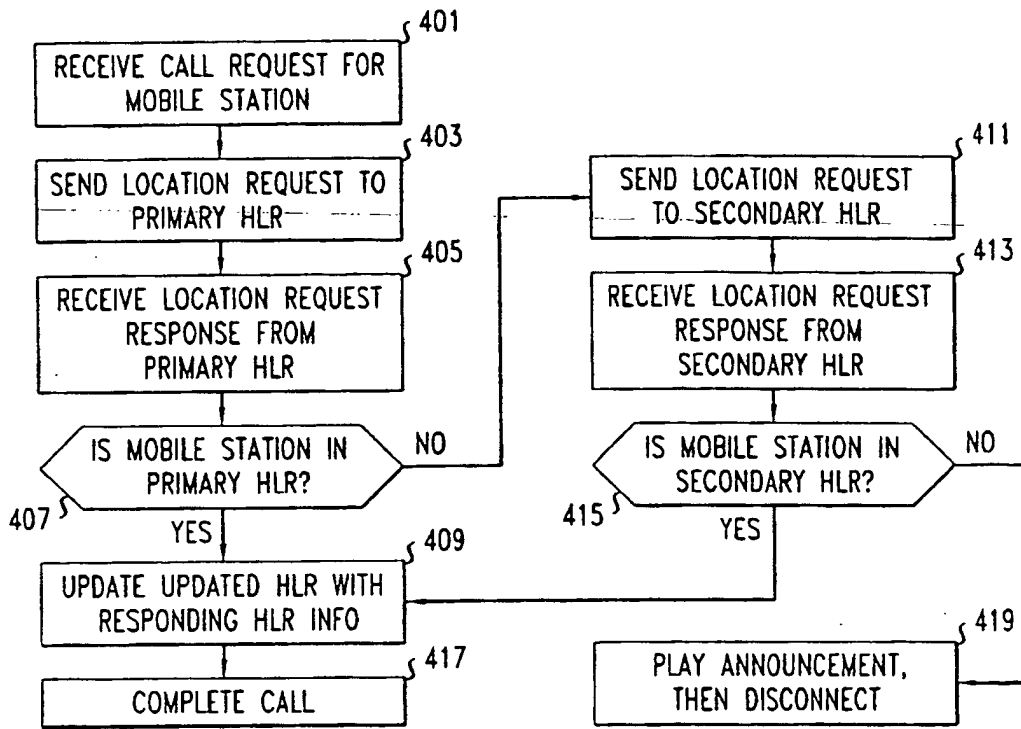 401
RECEIVE CALL REQUEST FOR
MOBILE STATION
403
SEND LOCATION REQUEST TO
PRIMARY HLR
405
RECEIVE LOCATION REQUEST
RESPONSE FROM
PRIMARY HLR
IS MOBILE STATION IN
PRIMARY HLR?
NO
407
YES
409
UPDATE UPDATED HLR WITH
RESPONDING HLR INFO
417
COMPLETE CALL
411
SEND LOCATION REQUEST
TO SECONDARY HLR
413
RECEIVE LOCATION REQUEST
RESPONSE FROM
SECONDARY HLR
IS MOBILE STATION IN
SECONDARY HLR?
NO
415
YES
419
PLAY ANNOUNCEMENT,
THEN DISCONNECT